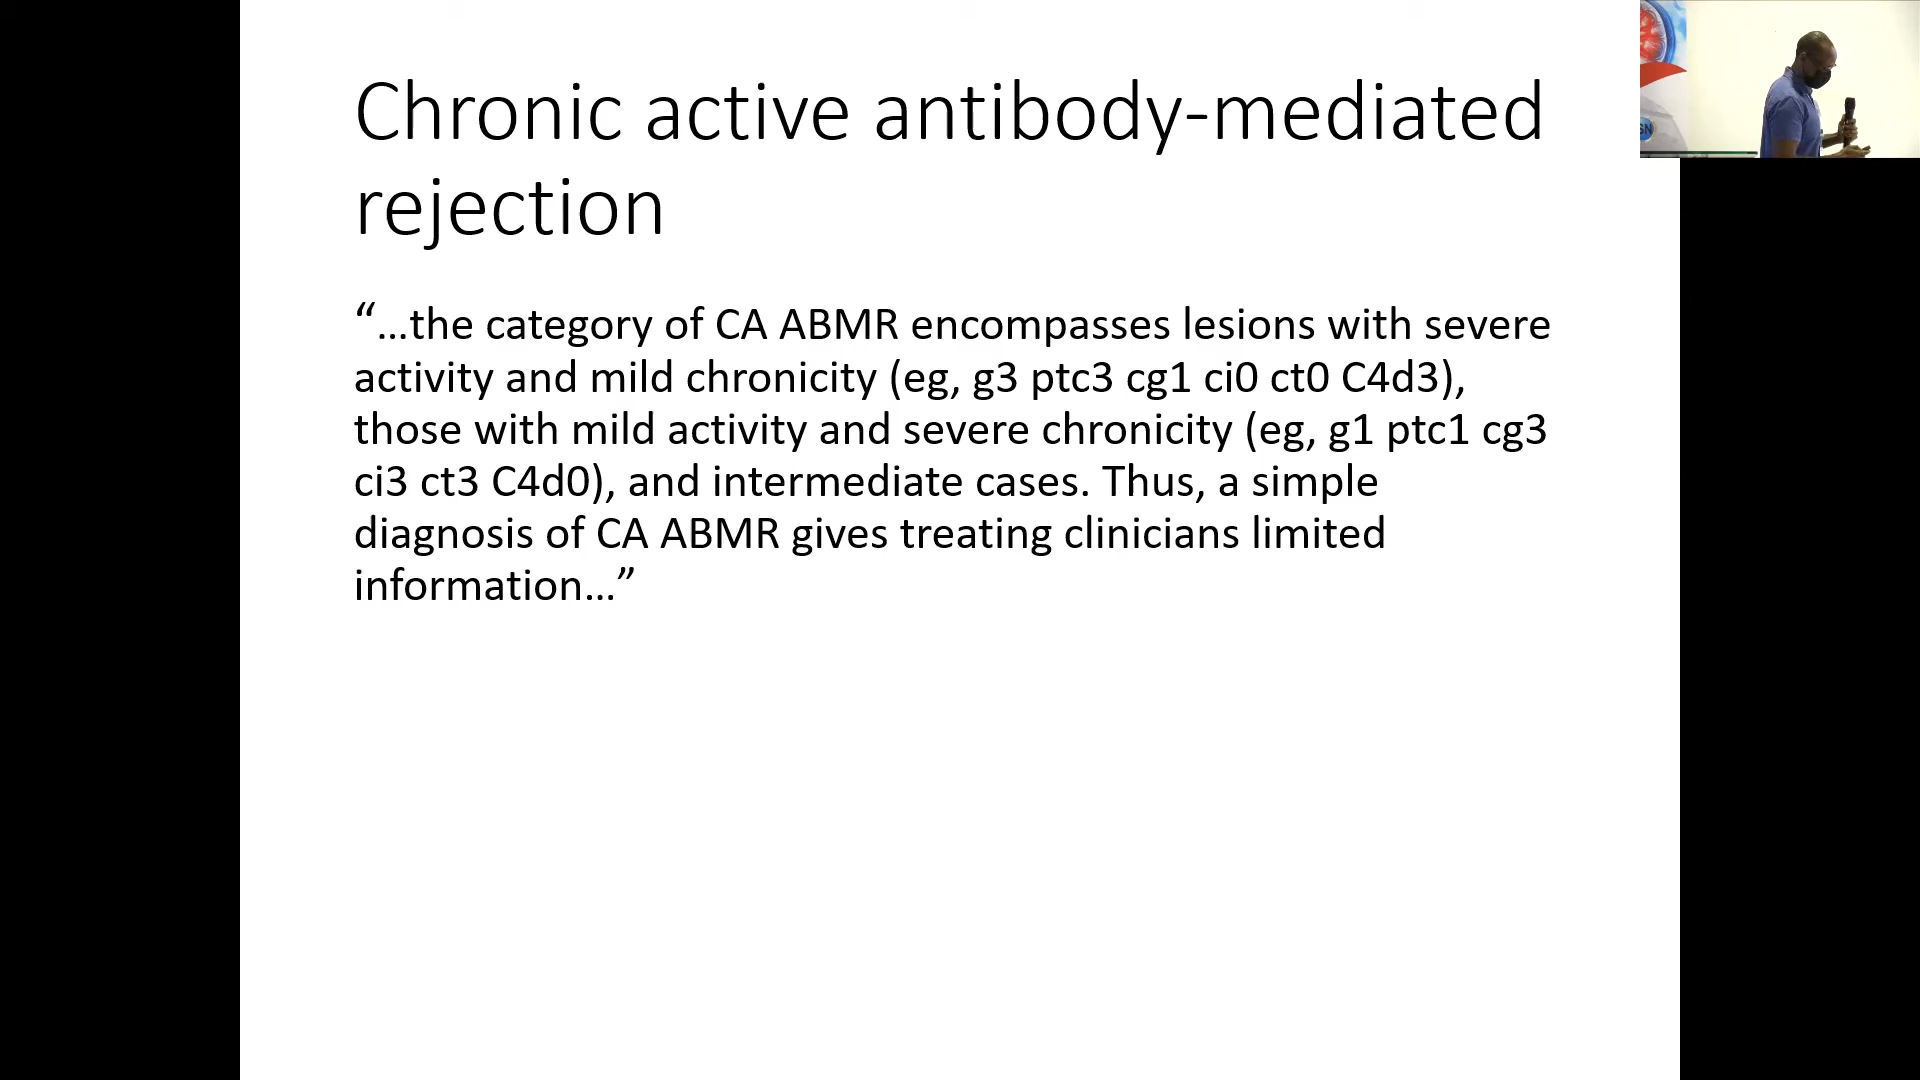 Chronic active antibody-mediated
rejection
“…the category of CA ABMR encompasses lesions with severe
activity and mild chronicity (eg, g3 ptc3 cg1 ci0 ct0 C4d3),
those with mild activity and severe chronicity (eg, g1 ptc1 cg3
ci3 ct3 C4d0), and intermediate cases. Thus, a simple
diagnosis of CA ABMR gives treating clinicians limited
information…”